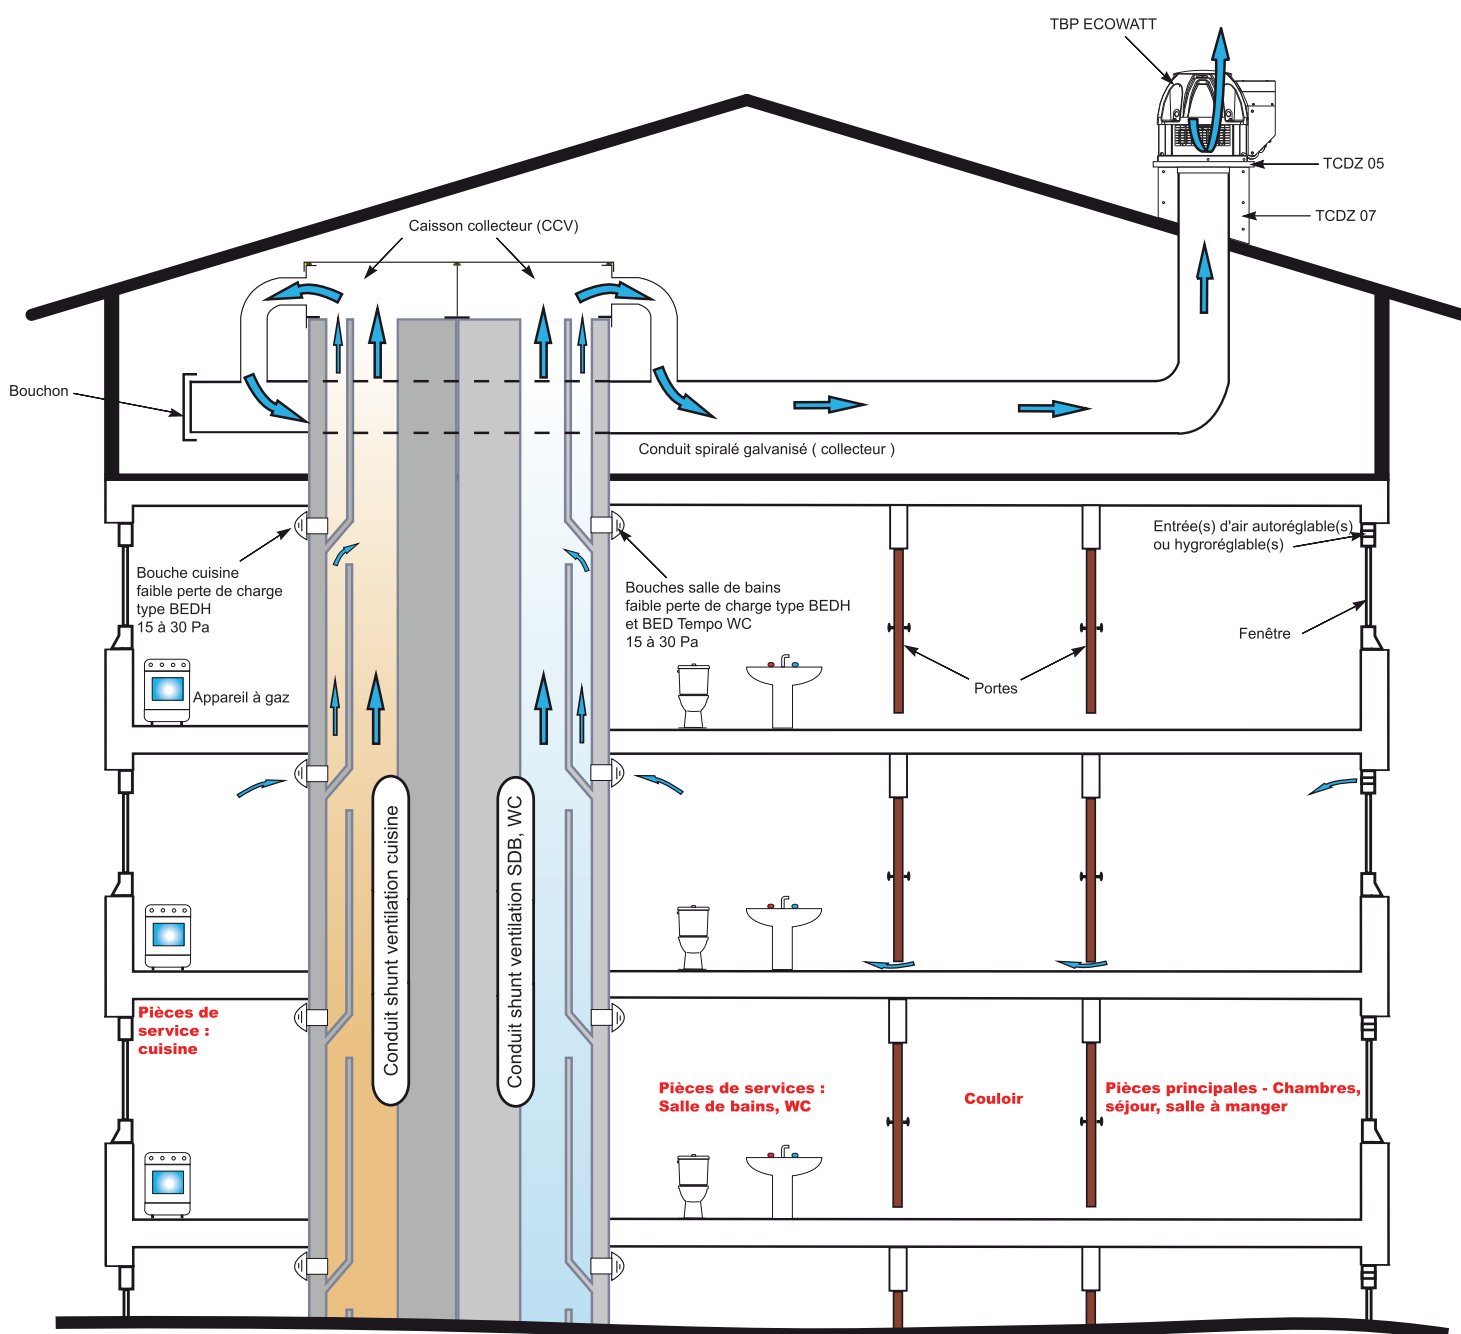 TBP ECOWATT
TCDZ 05
TCDZ 07
Caisson collecteur (CCV)
Bouchon
Conduit spiralé galvanisé ( collecteur )
Entrée(s) d'air autoréglable(s)
ou hygroréglable(s)
Bouche cuisine
faible perte de charge
type BEDH
15 à 30 Pa
Bouches salle de bains
faible perte de charge type BEDH
et BED Tempo WC
15 à 30 Pa
Fenêtre
Portes
Appareil à gaz
Conduit shunt ventilation cuisine
Conduit shunt ventilation SDB, WC
Pièces de
service :
cuisine
Pièces de services :
Salle de bains, WC
Couloir
Pièces principales - Chambres,
séjour, salle à manger